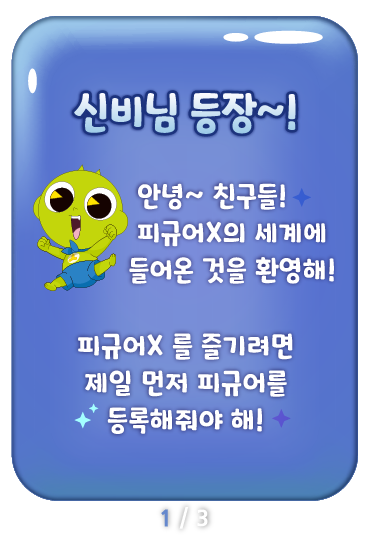 신비님 등장~!
안녕~ 친구들!
피규어X의 세계에
들어온 것을 환영해!
피규어X 를 즐기려면
제일 먼저 피규어를
등록해줘야 해!
1 / 3